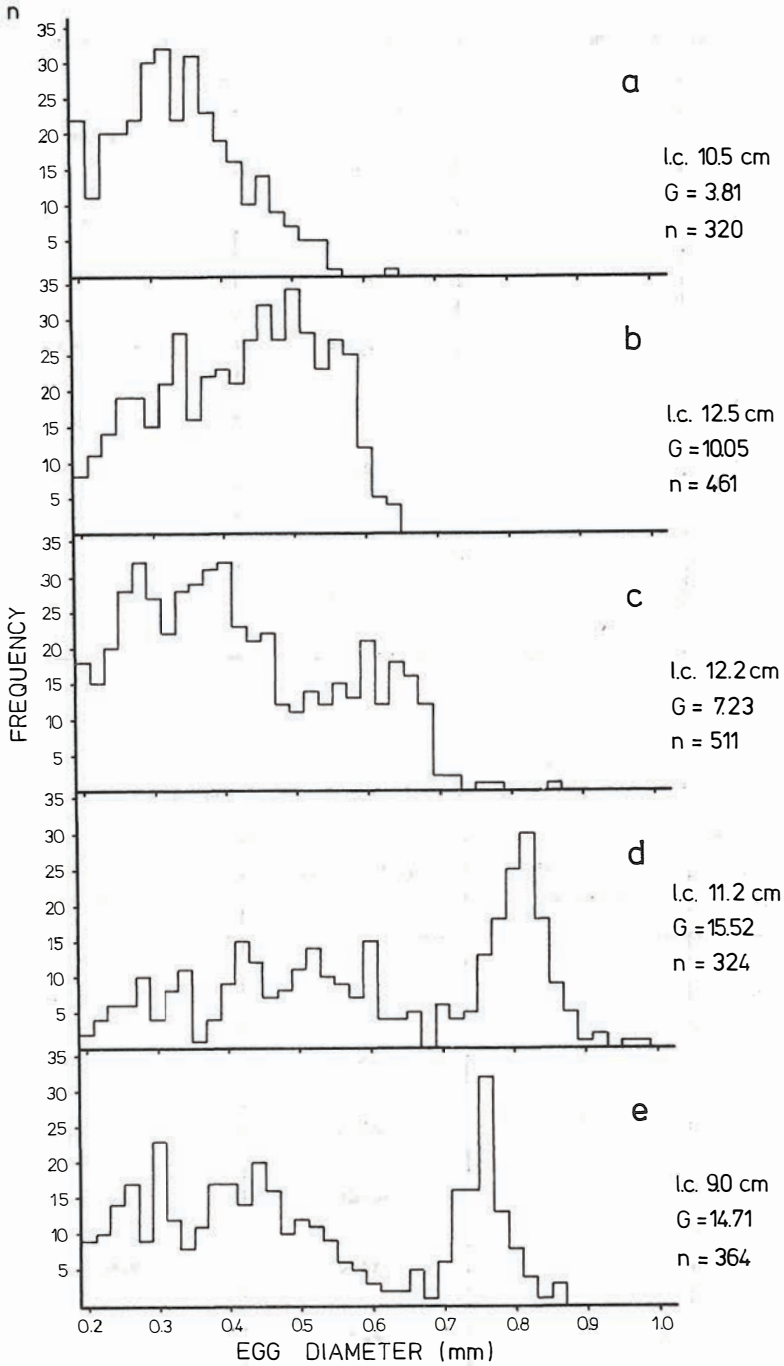 n
35
30
25
20
15
10
5
a
l.c. 10.5 cm
G = 3.81
n = 320
35
30
25
20
15
10
5
b
l.c. 12.5 cm
G = 10.05
n = 461
35
30
25
20
15
10
5
c
l.c. 12.2 cm
G = 7.23
n = 511
FREQUENCY
35
30
25
20
15
10
5
d
l.c. 11.2 cm
G = 15.52
n = 324
35
30
25
20
15
10
5
e
l.c. 9.0 cm
G = 14.71
n = 364
0.2 0.3 0.4 0.5 0.6 0.7 0.8 0.9 1.0
EGG DIAMETER (mm)